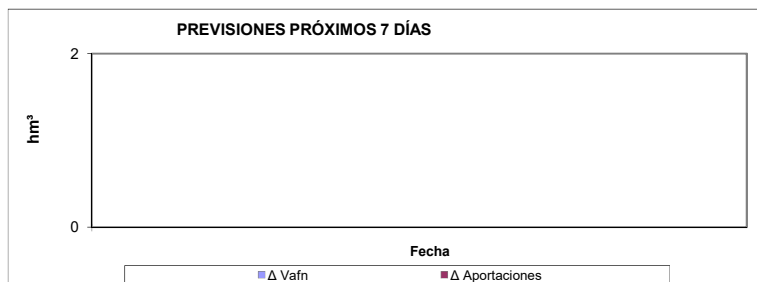 PREVISIONES PRÓXIMOS 7 DÍAS
2
hm³
0
Fecha
Δ Vafn
Δ Aportaciones